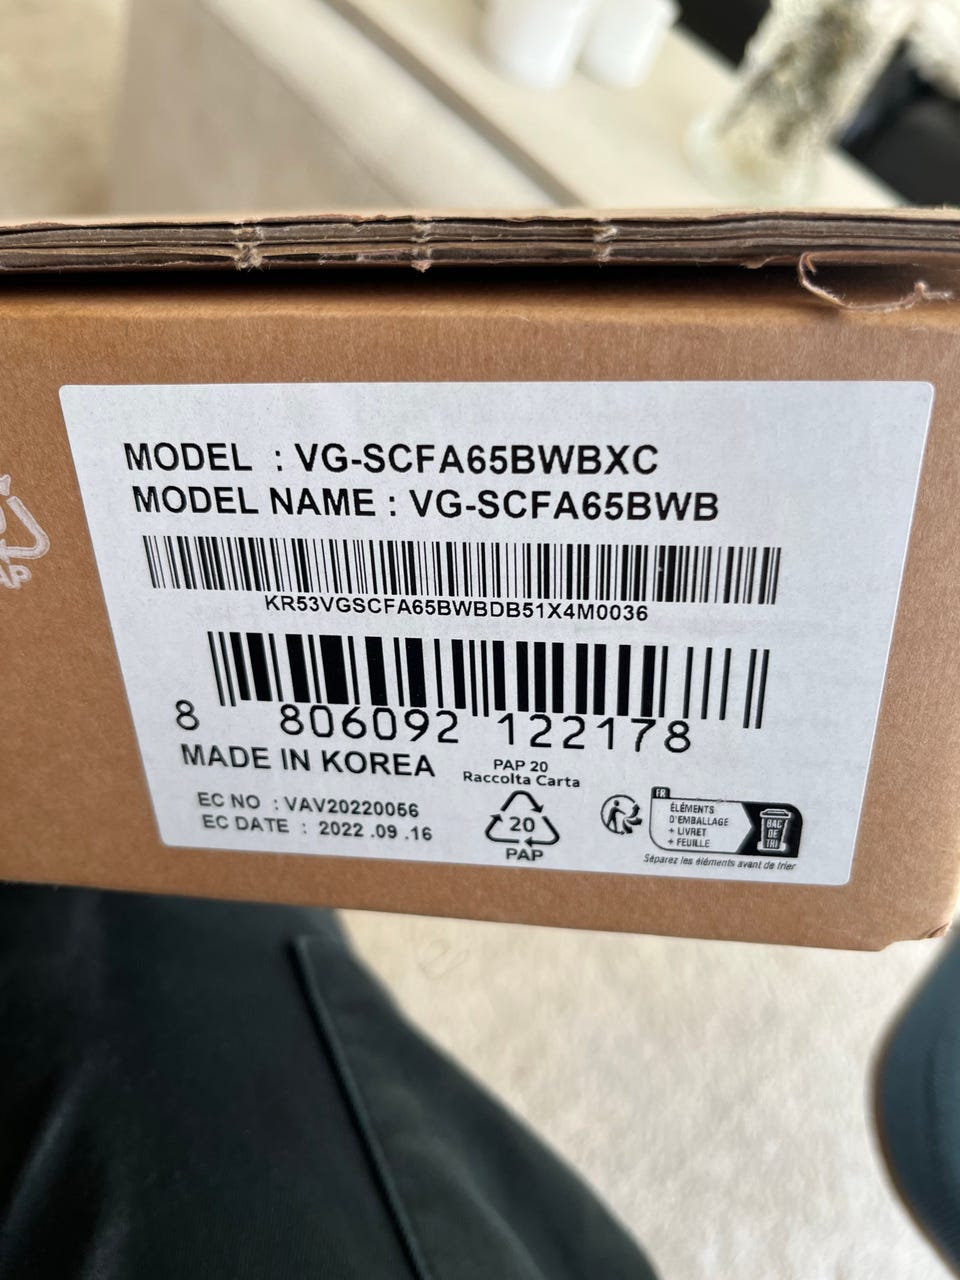 MODEL : VG-SCFA65BWBXC
MODEL NAME : VG-SCFA65BWB
KR53VGSCFA65BWBDB51X4M0036
8 806092 122178
MADE IN KOREA
PAP 20
Raccolta Carta
EC NO : VAV20220056
EC DATE : 2022 .09 .16
20
PAP
FR
ÉLÉMENTS
D'EMBALLAGE
+ LIVRET
+ FEUILLE
BAC
DE
TRI
Séparez les éléments avant de trier
AP